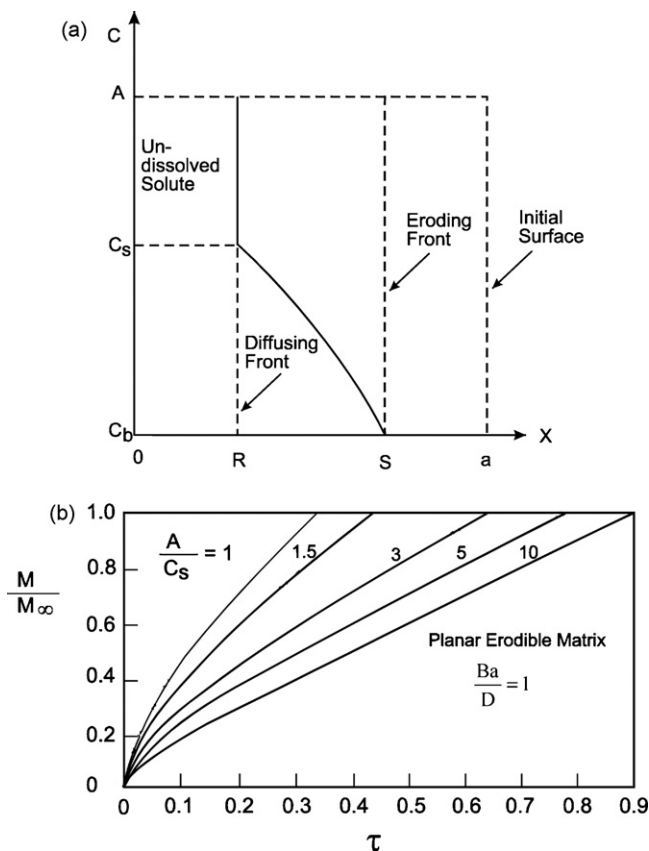 (a)
C
A
Un-
dissolved
Solute
Eroding
Front
Initial
Surface
Cs
Diffusing
Front
Cb
0 R S a X
(b)
1.0
A/Cs = 1 1.5 3 5 10
0.8
M/M∞
0.6
Planar Erodible Matrix
0.4
Ba/D = 1
0.2
0
0 0.1 0.2 0.3 0.4 0.5 0.6 0.7 0.8 0.9
τ